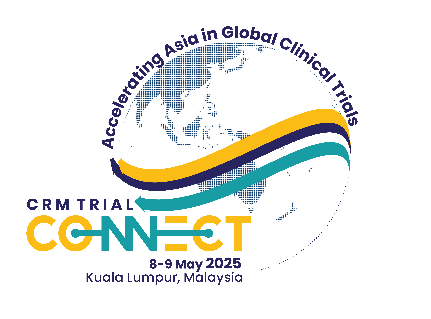 Accelerating Asia in Global Clinical Trials
CRM TRIAL
CONNECT
8-9 May 2025
Kuala Lumpur, Malaysia